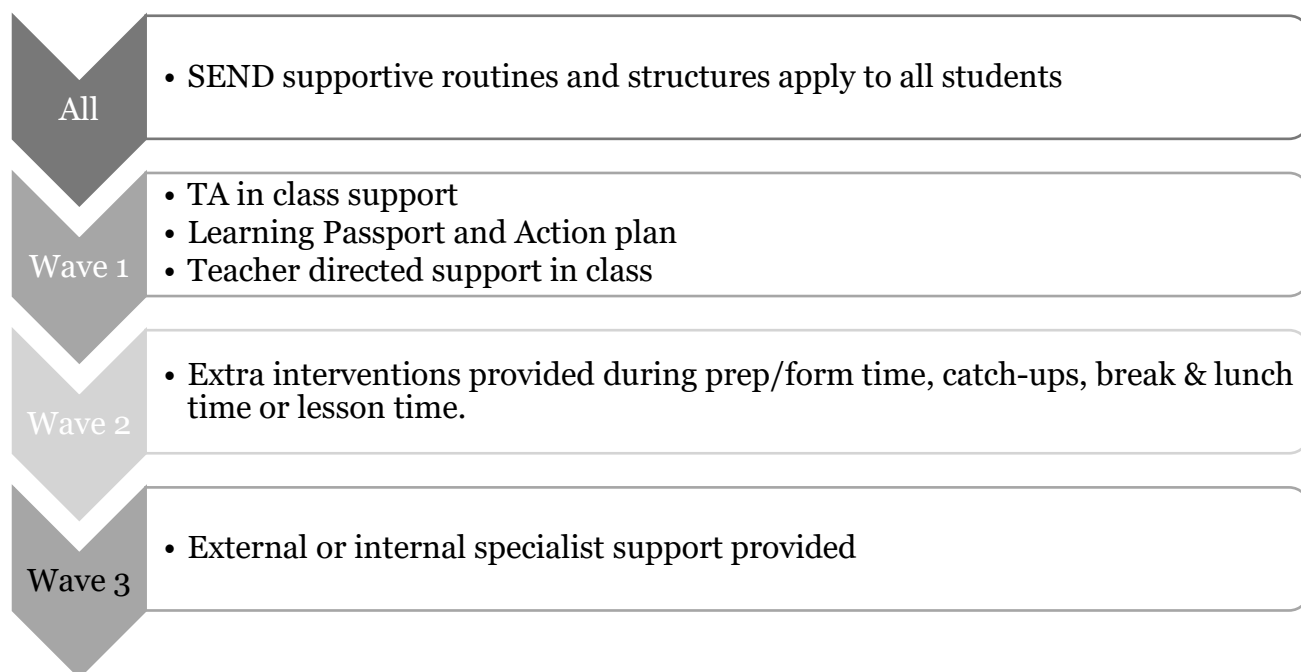 All
• SEND supportive routines and structures apply to all students
Wave 1
• TA in class support
• Learning Passport and Action plan
• Teacher directed support in class
Wave 2
• Extra interventions provided during prep/form time, catch-ups, break & lunch
time or lesson time.
Wave 3
• External or internal specialist support provided